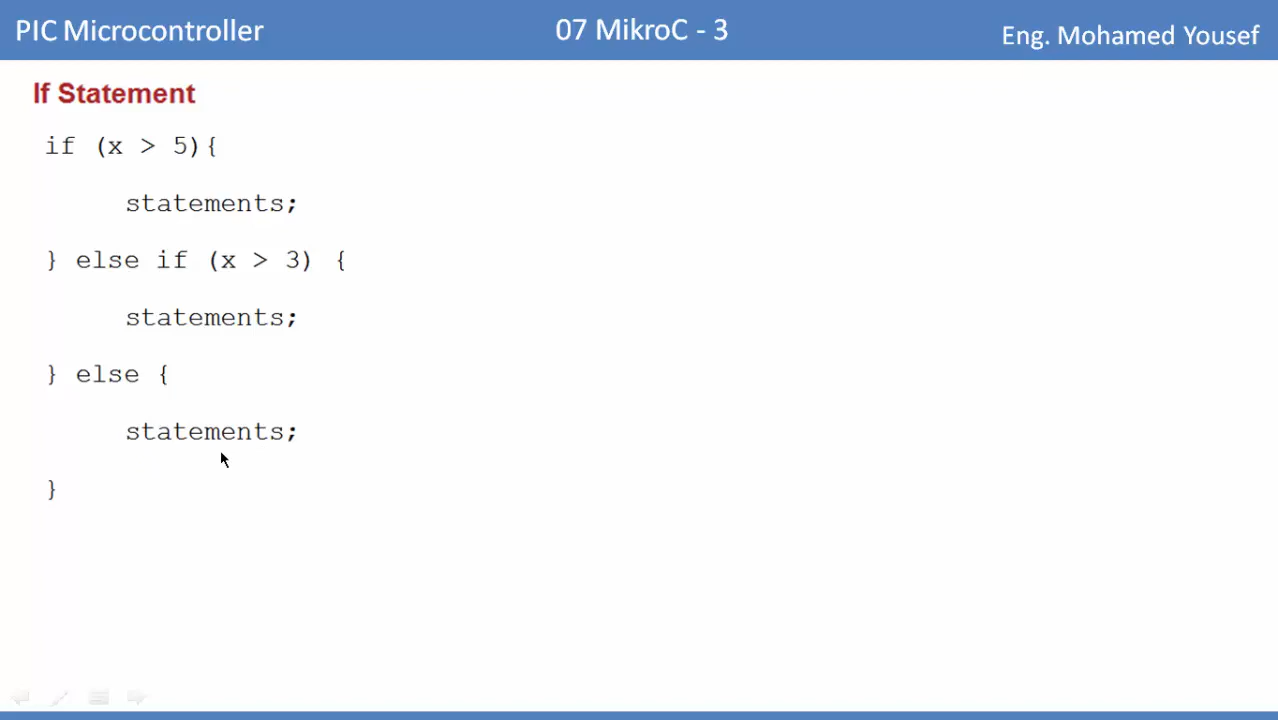 PIC Microcontroller 07 MikroC - 3 Eng. Mohamed Yousef
If Statement
if (x > 5){
statements;
} else if (x > 3) {
statements;
} else {
statements;
}